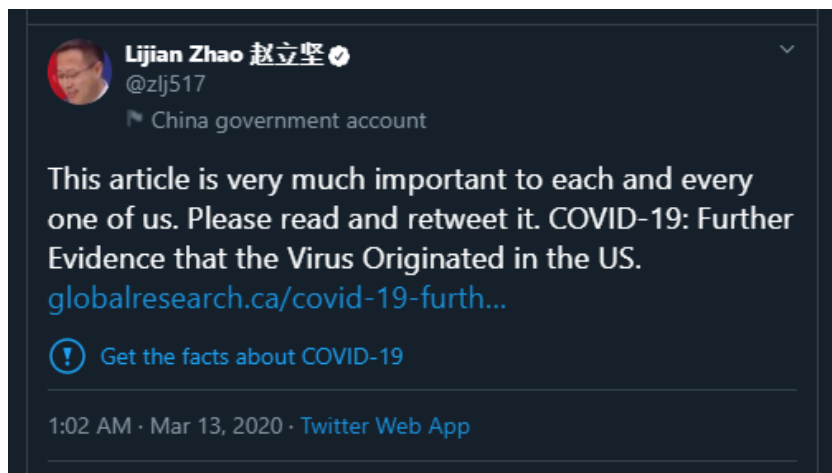 Lijian Zhao 赵立坚
@zlj517
China government account
This article is very much important to each and every
one of us. Please read and retweet it. COVID-19: Further
Evidence that the Virus Originated in the US.
globalresearch.ca/covid-19-furth...
Get the facts about COVID-19
1:02 AM · Mar 13, 2020 · Twitter Web App